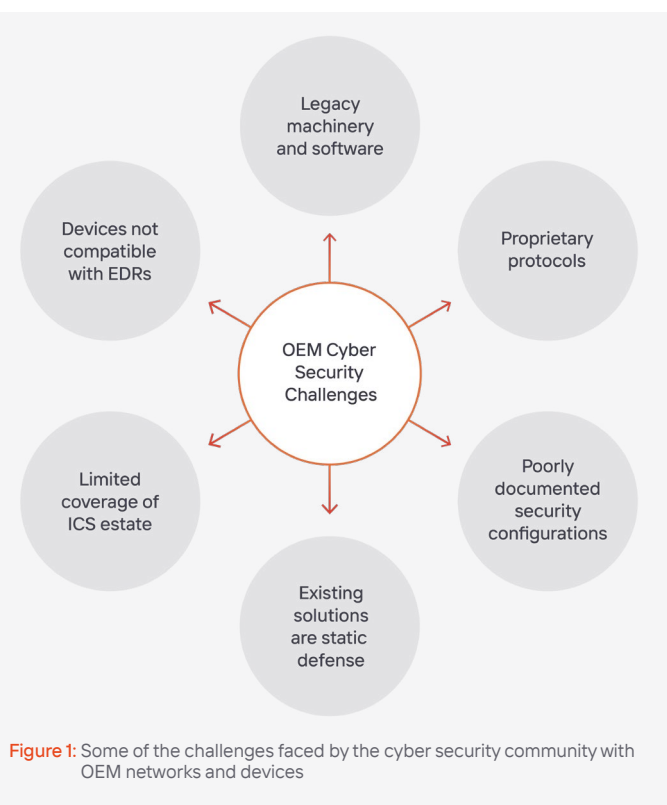 Legacy
machinery
and software
Devices not
compatible
with EDRs
Proprietary
protocols
OEM Cyber
Security
Challenges
Limited
coverage of
ICS estate
Poorly
documented
security
configurations
Existing
solutions
are static
defense
Figure 1: Some of the challenges faced by the cyber security community with
OEM networks and devices